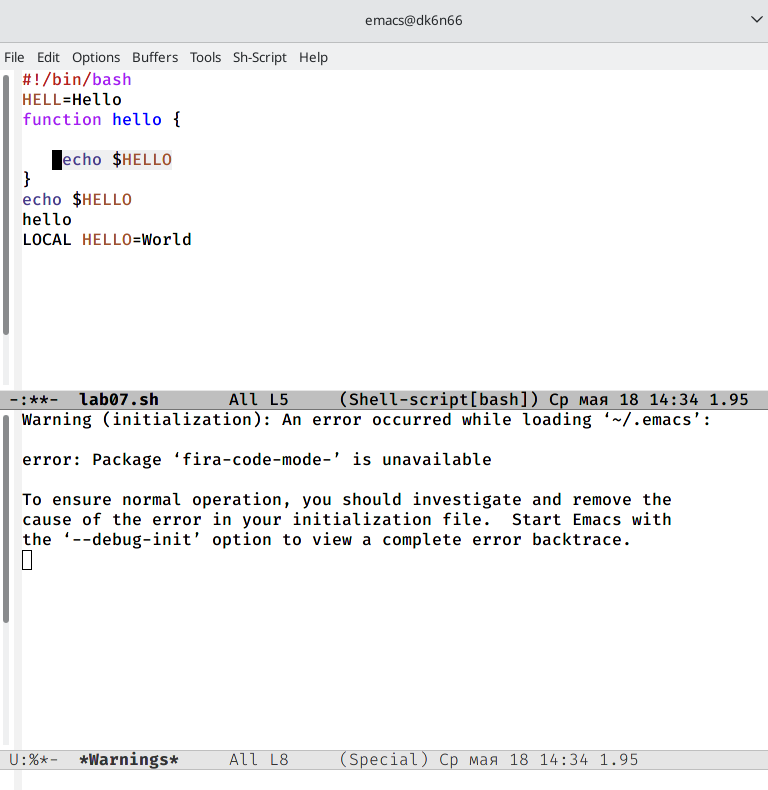 emacs@dk6n66
File Edit Options Buffers Tools Sh-Script Help
#!/bin/bash
HELL=Hello
function hello {
echo $HELLO
}
echo $HELLO
hello
LOCAL HELLO=World
-:**- lab07.sh All L5 (Shell-script[bash]) Ср мая 18 14:34 1.95
Warning (initialization): An error occurred while loading ‘~/.emacs’:
error: Package ‘fira-code-mode-’ is unavailable
To ensure normal operation, you should investigate and remove the
cause of the error in your initialization file. Start Emacs with
the ‘--debug-init’ option to view a complete error backtrace.
U:%*- *Warnings* All L8 (Special) Ср мая 18 14:34 1.95